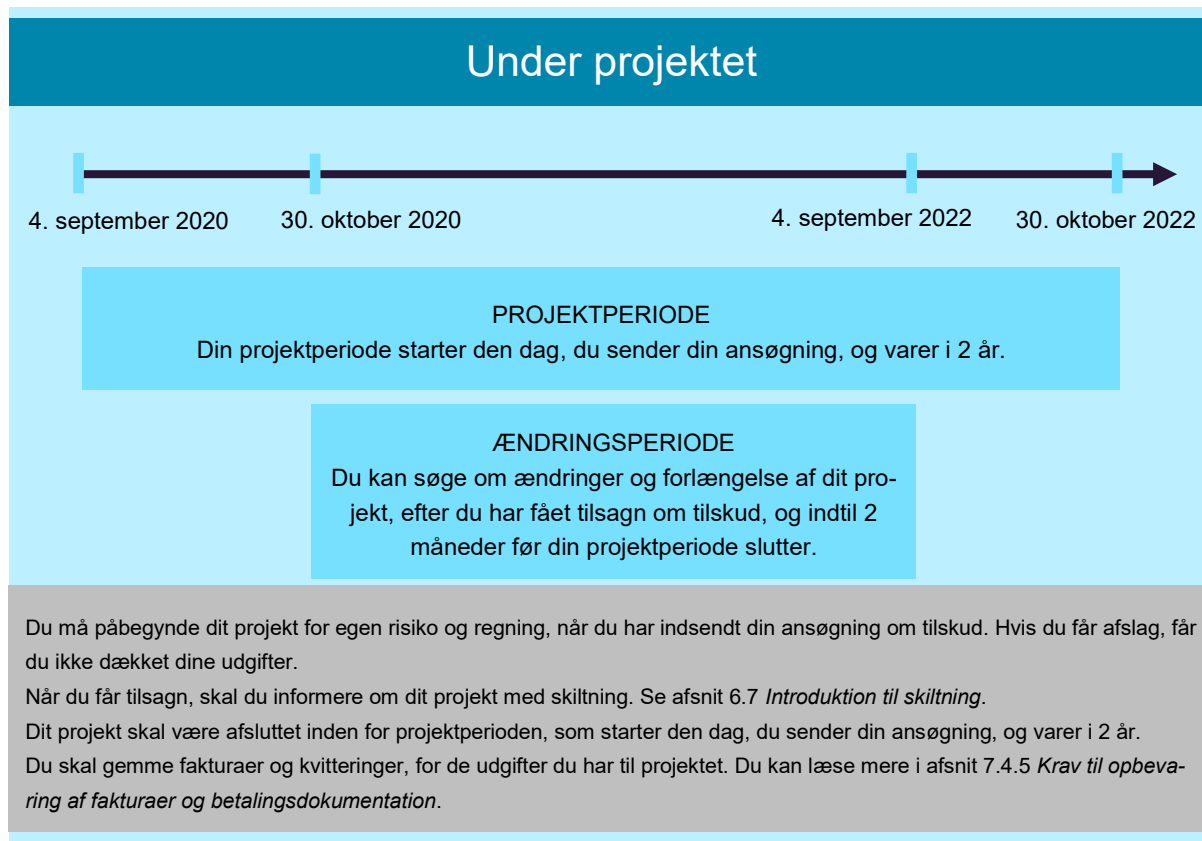 Under projektet
4. september 2020
30. oktober 2020
4. september 2022
30. oktober 2022
PROJEKTPERIODE
Din projektperiode starter den dag, du sender din ansøgning, og varer i 2 år.
ÆNDRINGSPERIODE
Du kan søge om ændringer og forlængelse af dit pro-
jekt, efter du har fået tilsagn om tilskud, og indtil 2
måneder før din projektperiode slutter.
Du må påbegynde dit projekt for egen risiko og regning, når du har indsendt din ansøgning om tilskud. Hvis du får afslag, får
du ikke dækket dine udgifter.
Når du får tilsagn, skal du informere om dit projekt med skiltning. Se afsnit 6.7 Introduktion til skiltning.
Dit projekt skal være afsluttet inden for projektperioden, som starter den dag, du sender din ansøgning, og varer i 2 år.
Du skal gemme fakturaer og kvitteringer, for de udgifter du har til projektet. Du kan læse mere i afsnit 7.4.5 Krav til opbeva-
ring af fakturaer og betalingsdokumentation.